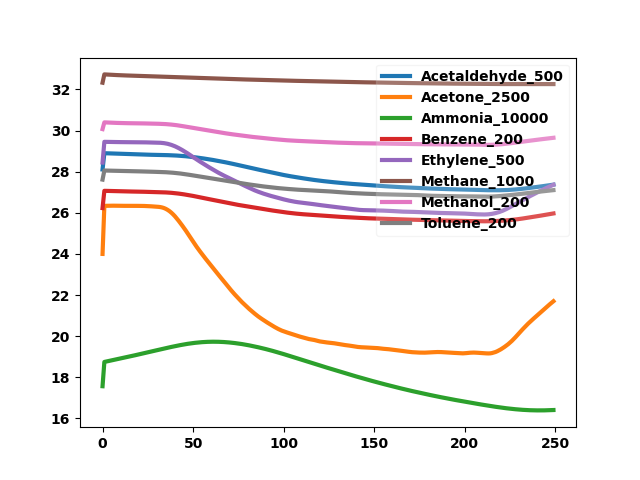 32
30
28
26
24
22
20
18
16
0 50 100 150 200 250
Acetaldehyde_500
Acetone_2500
Ammonia_10000
Benzene_200
Ethylene_500
Methane_1000
Methanol_200
Toluene_200